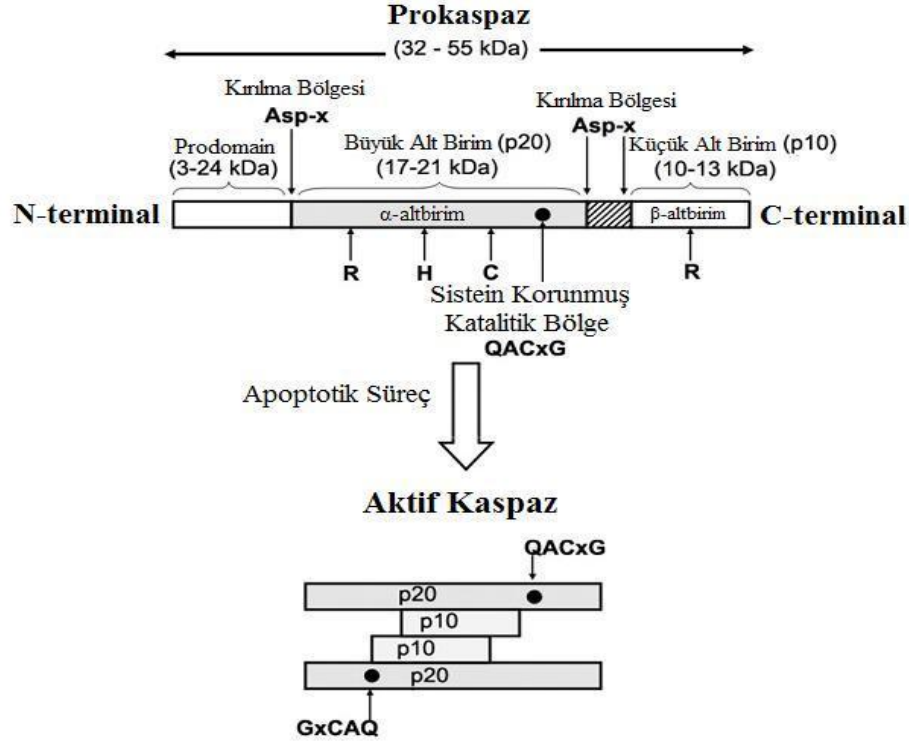 Prokaspaz
(32 - 55 kDa)
Kırılma Bölgesi
Asp-x
Kırılma Bölgesi
Asp-x
Prodomain
(3-24 kDa)
Büyük Alt Birim (p20)
(17-21 kDa)
Küçük Alt Birim (p10)
(10-13 kDa)
N-terminal
α-altbirim
β-altbirim
C-terminal
R
H
C
R
Sistein Korunmuş
Katalitik Bölge
QACxG
Apoptotik Süreç
Aktif Kaspaz
QACxG
p20
p10
p10
p20
GxCAQ